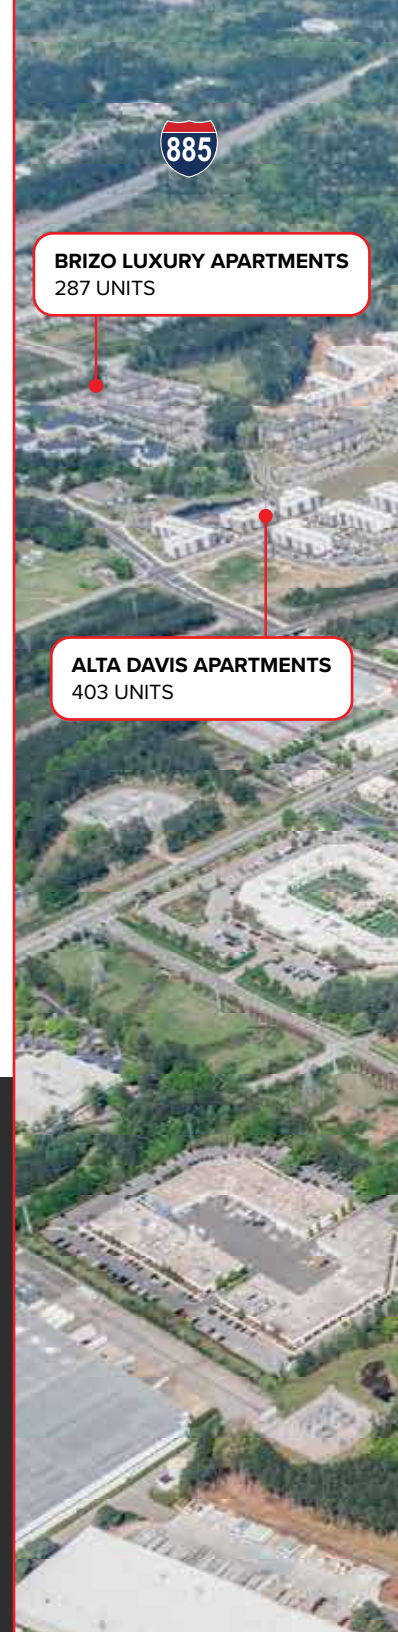 885
BRIZO LUXURY APARTMENTS
287 UNITS
ALTA DAVIS APARTMENTS
403 UNITS